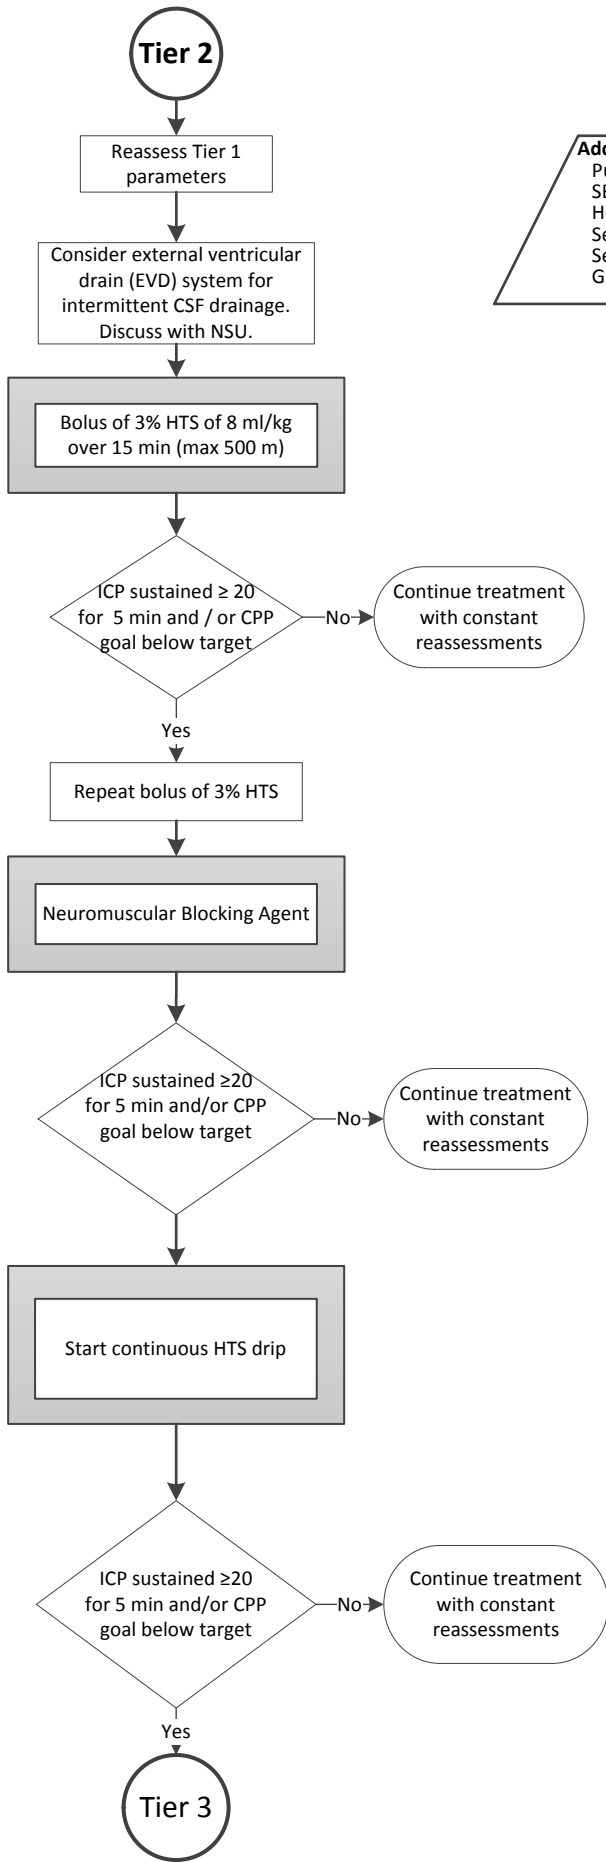 Tier 2
Reassess Tier 1
parameters
Consider external ventricular
drain (EVD) system for
intermittent CSF drainage.
Discuss with NSU.
Bolus of 3% HTS of 8 ml/kg
over 15 min (max 500 m)
ICP sustained ≥ 20
for 5 min and / or CPP
goal below target
No
Continue treatment
with constant
reassessments
Yes
Repeat bolus of 3% HTS
Neuromuscular Blocking Agent
ICP sustained ≥20
for 5 min and/or CPP
goal below target
No
Continue treatment
with constant
reassessments
Start continuous HTS drip
ICP sustained ≥20
for 5 min and/or CPP
goal below target
No
Continue treatment
with constant
reassessments
Yes
Tier 3